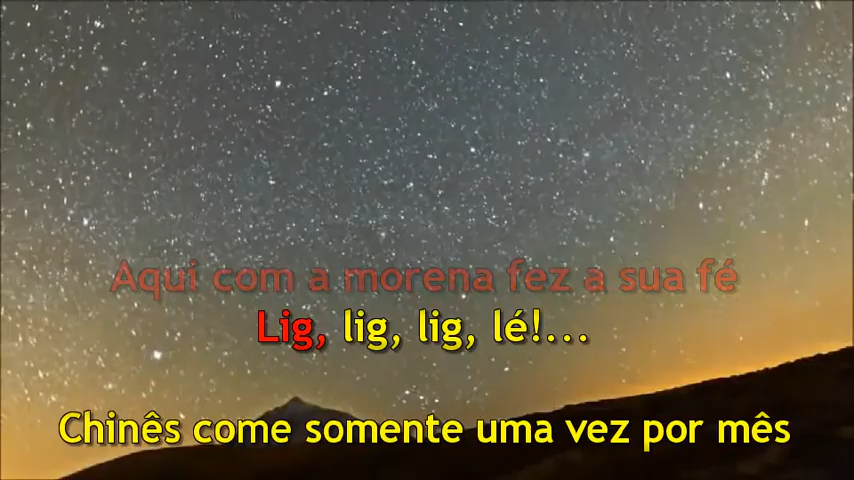 Aqui com a morena fez a sua fé
Lig, lig, lig, lé!...
Chinês come somente uma vez por mês